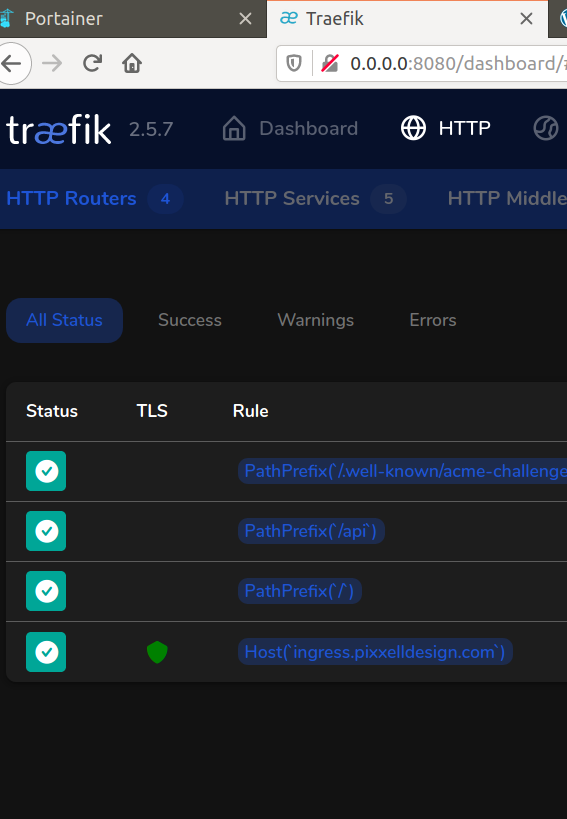 Portainer
Traefik
0.0.0.0:8080/dashboard/#
træfik 2.5.7 Dashboard HTTP
HTTP Routers 4 HTTP Services 5 HTTP Middle
All Status Success Warnings Errors
Status TLS Rule
PathPrefix(`/.well-known/acme-challenge
PathPrefix(`/api`)
PathPrefix(`/`)
Host(`ingress.pixxelldesign.com`)